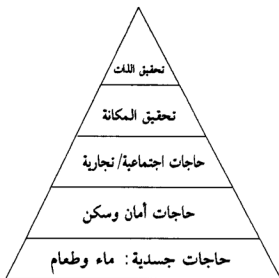 تحقيق الذات
تحقيق المكانة
حاجات اجتماعية/ تجارية
حاجات أمان وسكن
حاجات جسدية: ماء وطعام